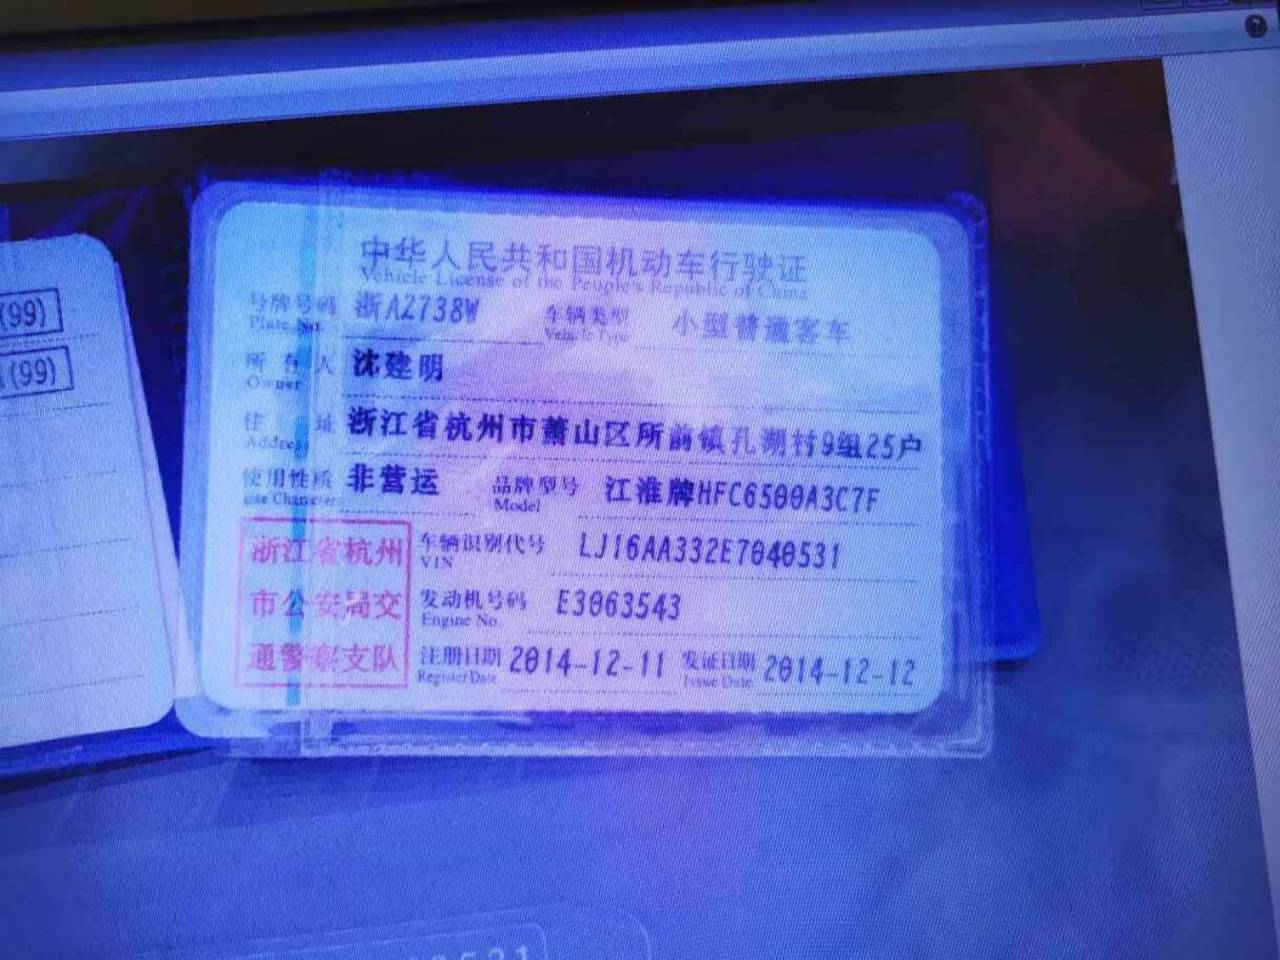 (99)
(99)
中华人民共和国机动车行驶证
Vehicle License of the People's Republic of China
号牌号码 浙AZ738W 车辆类型 小型普通客车
Plate No. Vehicle Type
所有人 沈建明
Owner
住址 浙江省杭州市萧山区所前镇孔湖村9组25户
Address
使用性质 非营运 品牌型号 江淮牌HFC6500A3C7F
Use Character Model
浙江省杭州
市公安局交
通警察支队
车辆识别代号 LJ16AA332E7040531
VIN
发动机号码 E3063543
Engine No.
注册日期 2014-12-11 发证日期 2014-12-12
Register Date Issue Date